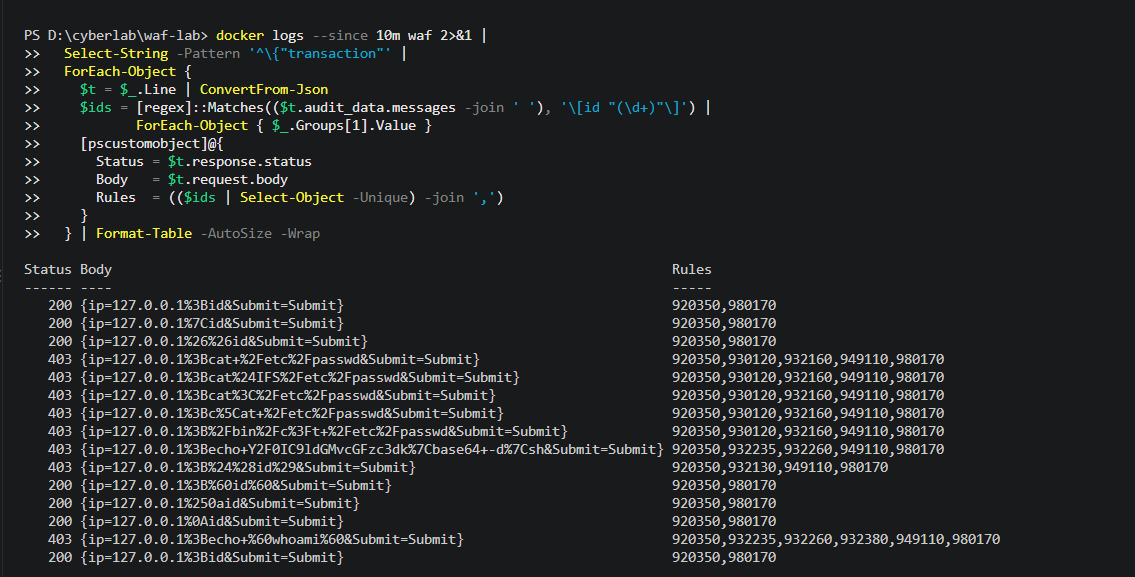 PS D:\cyberlab\waf-lab> docker logs --since 10m waf 2>&1 |
>>   Select-String -Pattern '^\{"transaction"' |
>>   ForEach-Object {
>>     $t = $_.Line | ConvertFrom-Json
>>     $ids = [regex]::Matches(($t.audit_data.messages -join ' '), '\[id "(\d+)"\]') |
>>            ForEach-Object { $_.Groups[1].Value }
>>     [pscustomobject]@{
>>       Status = $t.response.status
>>       Body   = $t.request.body
>>       Rules  = (($ids | Select-Object -Unique) -join ',')
>>     }
>>   } | Format-Table -AutoSize -Wrap
Status Body Rules
------ ---- -----
200 {ip=127.0.0.1%3Bid&Submit=Submit} 920350,980170
200 {ip=127.0.0.1%7Cid&Submit=Submit} 920350,980170
200 {ip=127.0.0.1%26%26id&Submit=Submit} 920350,980170
403 {ip=127.0.0.1%3Bcat+%2Fetc%2Fpasswd&Submit=Submit} 920350,930120,932160,949110,980170
403 {ip=127.0.0.1%3Bcat%24IFS%2Fetc%2Fpasswd&Submit=Submit} 920350,930120,932160,949110,980170
403 {ip=127.0.0.1%3Bcat%3C%2Fetc%2Fpasswd&Submit=Submit} 920350,930120,932160,949110,980170
403 {ip=127.0.0.1%3Bc%5Cat+%2Fetc%2Fpasswd&Submit=Submit} 920350,930120,932160,949110,980170
403 {ip=127.0.0.1%3B%2Fbin%2Fc%3Ft+%2Fetc%2Fpasswd&Submit=Submit} 920350,930120,932160,949110,980170
403 {ip=127.0.0.1%3Becho+Y2F0IC9ldGMvcGFzc3dk%7Cbase64+-d%7Csh&Submit=Submit} 920350,932235,932260,949110,980170
403 {ip=127.0.0.1%3B%24%28id%29&Submit=Submit} 920350,932130,949110,980170
200 {ip=127.0.0.1%3B%60id%60&Submit=Submit} 920350,980170
200 {ip=127.0.0.1%250aid&Submit=Submit} 920350,980170
200 {ip=127.0.0.1%0Aid&Submit=Submit} 920350,980170
403 {ip=127.0.0.1%3Becho+%60whoami%60&Submit=Submit} 920350,932235,932260,932380,949110,980170
200 {ip=127.0.0.1%3Bid&Submit=Submit} 920350,980170